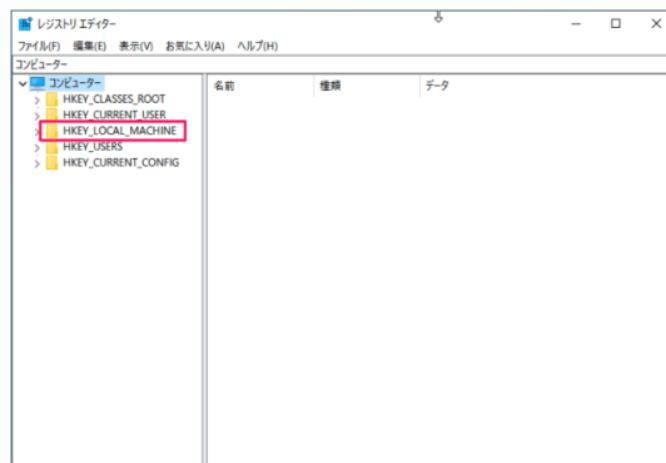 レジストリ エディター
ファイル(F) 編集(E) 表示(V) お気に入り(A) ヘルプ(H)
コンピューター
コンピューター
HKEY_CLASSES_ROOT
HKEY_CURRENT_USER
HKEY_LOCAL_MACHINE
HKEY_USERS
HKEY_CURRENT_CONFIG
名前 種類 データ